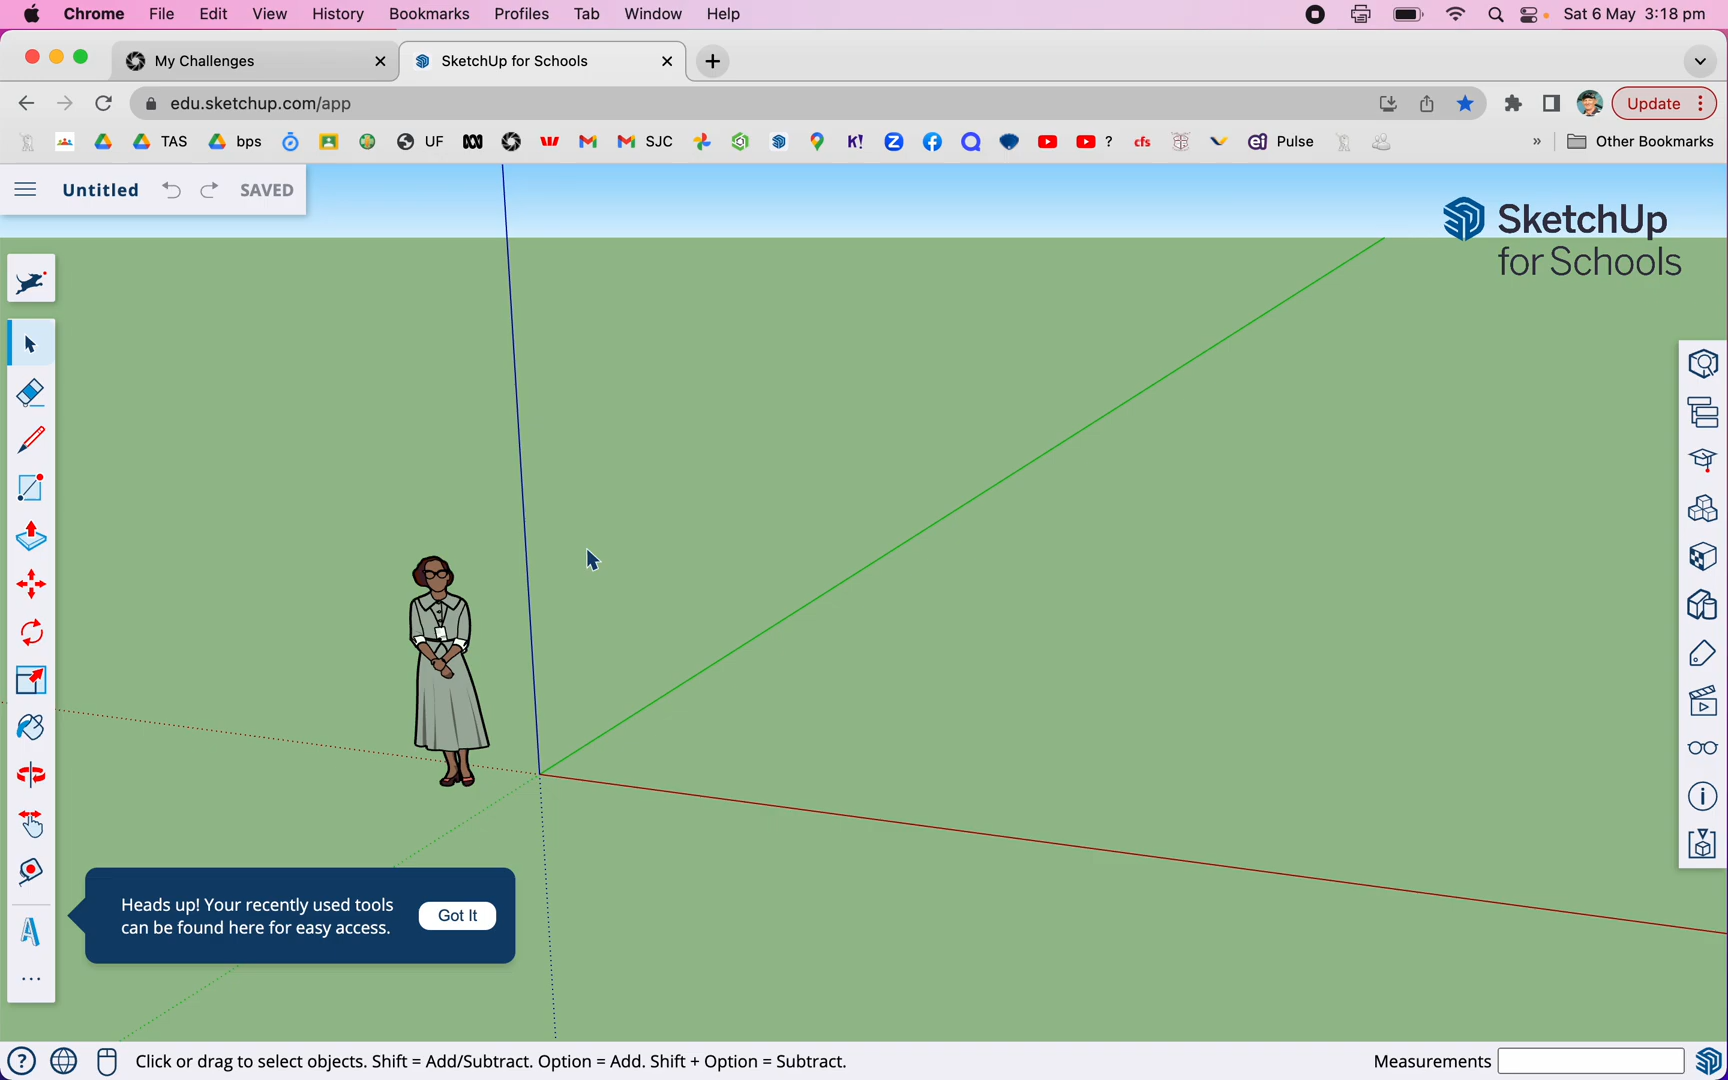 Chrome File Edit View History Bookmarks Profiles Tab Window Help Sat 6 May 3:18 pm
My Challenges SketchUp for Schools
edu.sketchup.com/app Update
TAS bps UF SJC K! ? cfs ei Pulse » Other Bookmarks
Untitled SAVED
SketchUp
for Schools
Heads up! Your recently used tools
can be found here for easy access.
Got It
Click or drag to select objects. Shift = Add/Subtract. Option = Add. Shift + Option = Subtract. Measurements